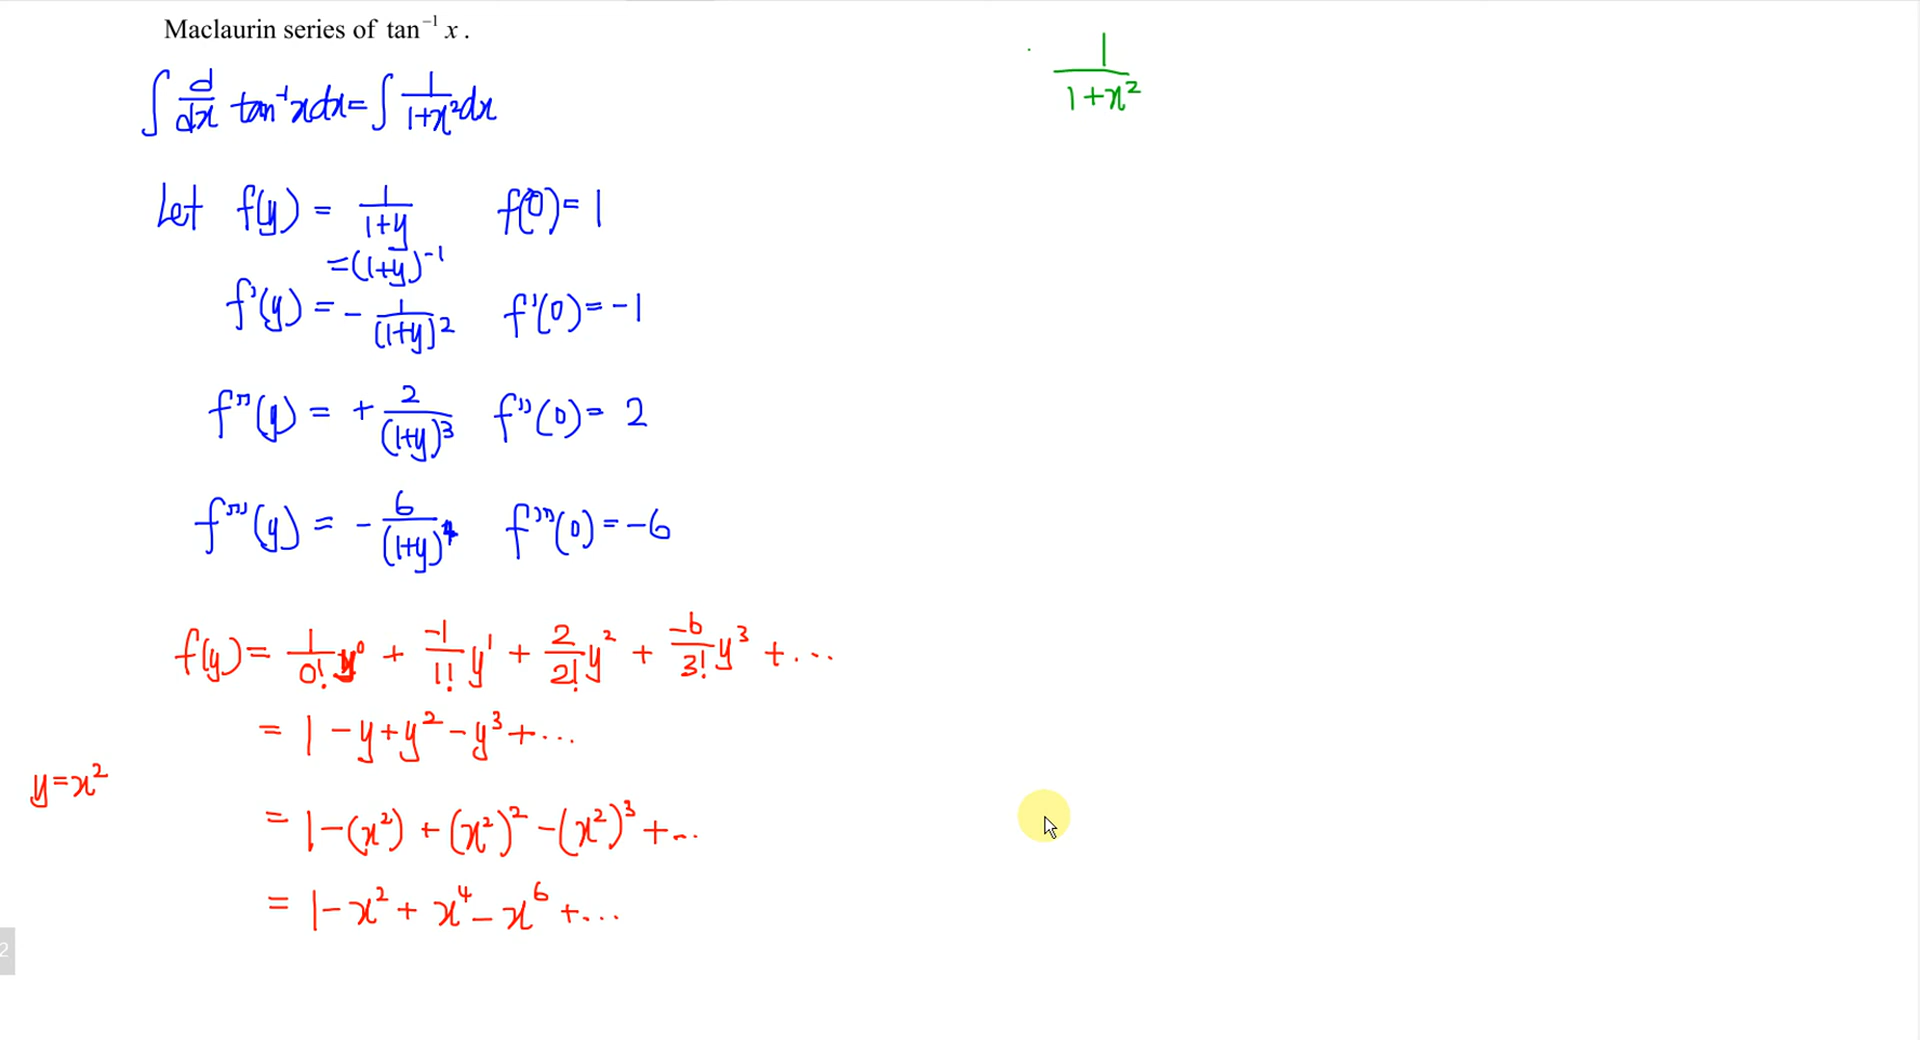 Maclaurin series of tan⁻¹ x .
∫ d/dx tan⁻¹x dx = ∫ 1/(1+x²) dx
Let f(y) = 1/(1+y) f(0) = 1
= (1+y)⁻¹
f'(y) = - 1/(1+y)² f'(0) = -1
f''(y) = + 2/(1+y)³ f''(0) = 2
f'''(y) = - 6/(1+y)⁴ f'''(0) = -6
f(y) = 1/0! y⁰ + -1/1! y¹ + 2/2! y² + -6/3! y³ + ...
= 1 - y + y² - y³ + ...
y = x²
= 1 - (x²) + (x²)² - (x²)³ + ...
= 1 - x² + x⁴ - x⁶ + ...
1/(1+x²)
2